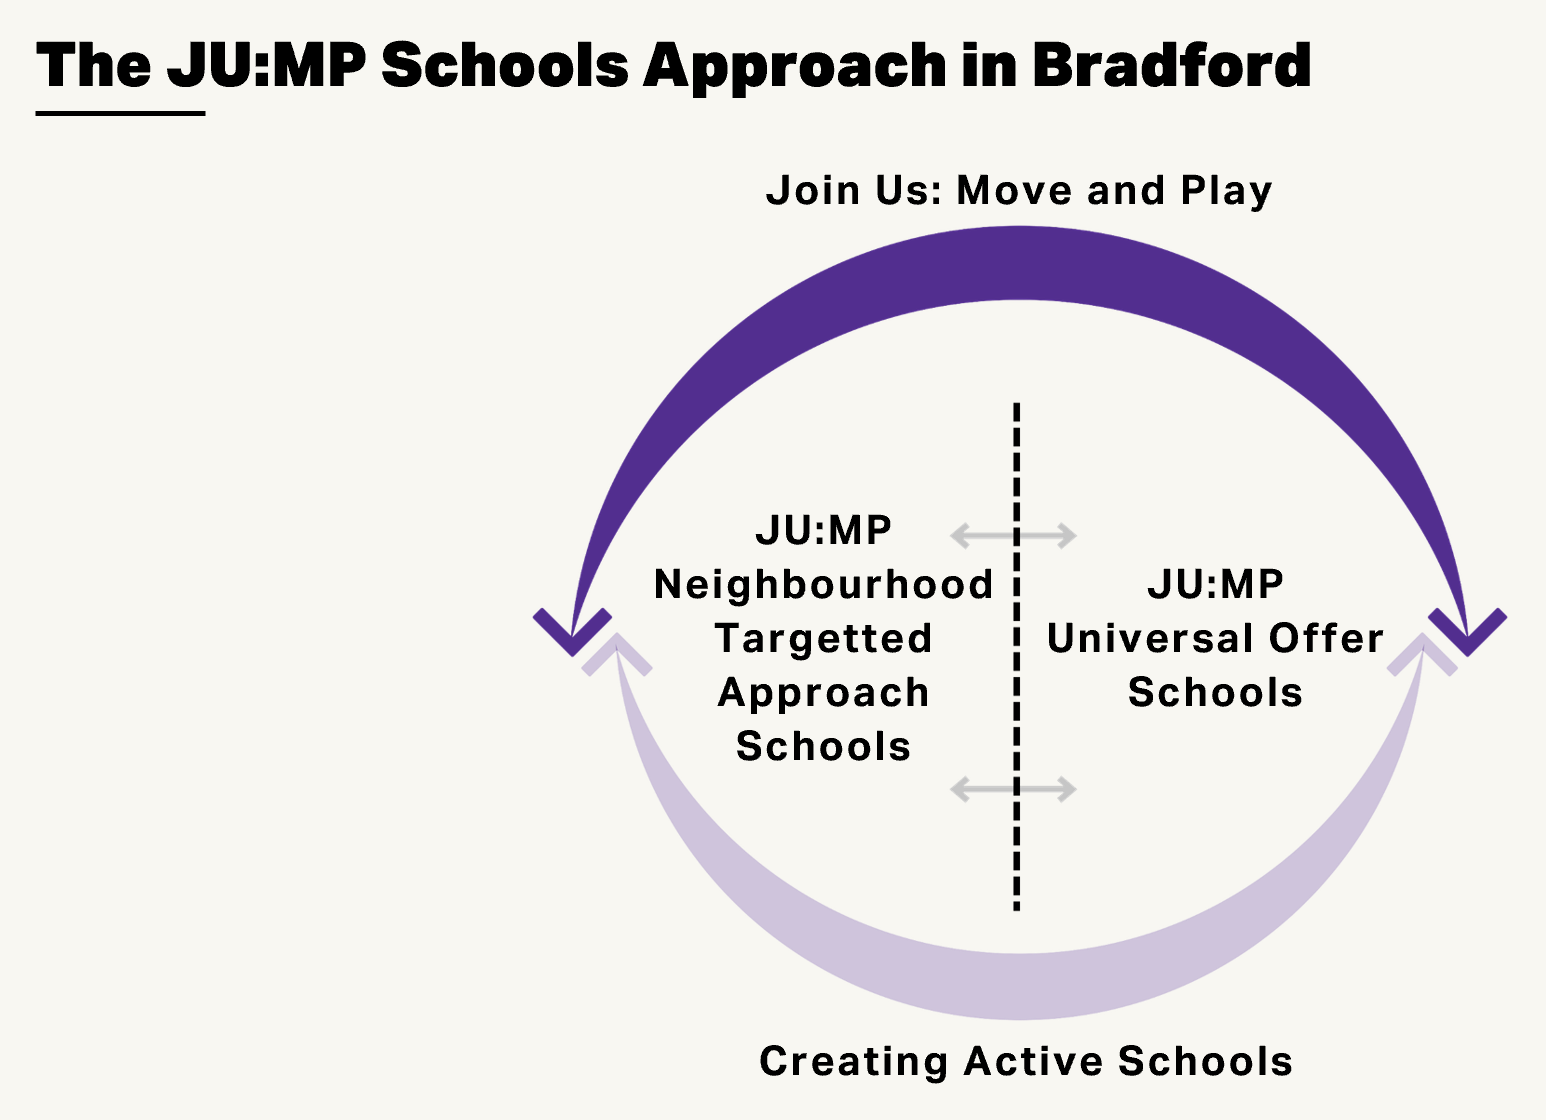 The JU:MP Schools Approach in Bradford
Join Us: Move and Play
JU:MP
Neighbourhood
Targetted
Approach
Schools
JU:MP
Universal Offer
Schools
Creating Active Schools